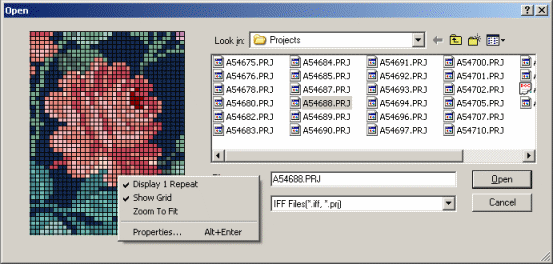 Open
Look in: Projects
A54675.PRJ A54684.PRJ A54691.PRJ A54700.PRJ
A54676.PRJ A54685.PRJ A54692.PRJ A54701.PRJ
A54678.PRJ A54687.PRJ A54693.PRJ A54702.PRJ
A54680.PRJ A54688.PRJ A54694.PRJ A54705.PRJ
A54682.PRJ A54689.PRJ A54696.PRJ A54707.PRJ
A54683.PRJ A54690.PRJ A54697.PRJ A54710.PRJ
A54688.PRJ Open
IFF Files(*.iff, *.prj) Cancel
Display 1 Repeat
Show Grid
Zoom To Fit
Properties... Alt+Enter